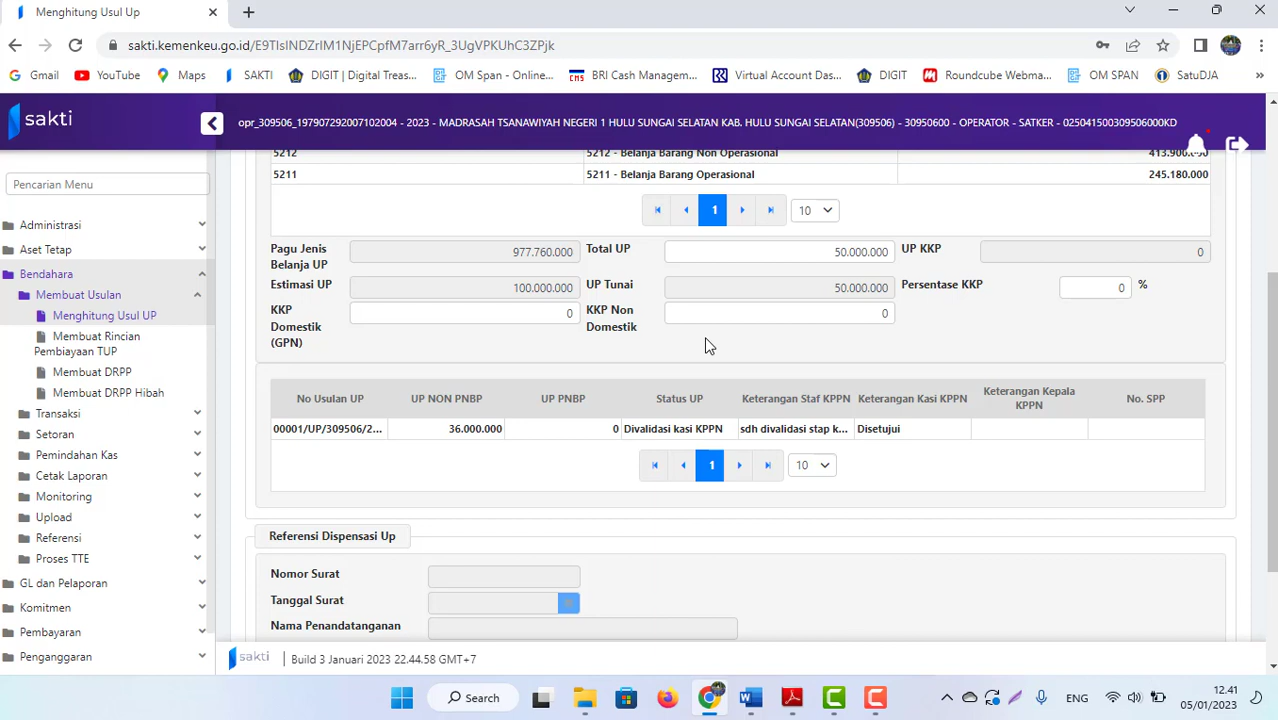 Menghitung Usul Up
sakti.kemenkeu.go.id/E9TIsINDZrIM1NjEPCpfM7arr6yR_3UgVPKUhC3ZPjk
Gmail YouTube Maps SAKTI DIGIT | Digital Treas... OM Span - Online... BRI Cash Managem... Virtual Account Das... DIGIT Roundcube Webma... OM SPAN SatuDJA »
sakti
opr_309506_197907292007102004 - 2023 - MADRASAH TSANAWIYAH NEGERI 1 HULU SUNGAI SELATAN KAB. HULU SUNGAI SELATAN(309506) - 30950600 - OPERATOR - SATKER - 025041500309506000KD
Pencarian Menu
Administrasi
Aset Tetap
Bendahara
Membuat Usulan
Menghitung Usul UP
Membuat Rincian
Pembiayaan TUP
Membuat DRPP
Membuat DRPP Hibah
Transaksi
Setoran
Pemindahan Kas
Cetak Laporan
Monitoring
Upload
Referensi
Proses TTE
GL dan Pelaporan
Komitmen
Pembayaran
Penganggaran
5212 5212 - Belanja Barang Non Operasional 413.900.000
5211 5211 - Belanja Barang Operasional 245.180.000
1 10
Pagu Jenis
Belanja UP 977.760.000 Total UP 50.000.000 UP KKP 0
Estimasi UP 100.000.000 UP Tunai 50.000.000 Persentase KKP 0 %
KKP
Domestik
(GPN) 0 KKP Non
Domestik 0
No Usulan UP UP NON PNBP UP PNBP Status UP Keterangan Staf KPPN Keterangan Kasi KPPN Keterangan Kepala
KPPN No. SPP
00001/UP/309506/2... 36.000.000 0 Divalidasi kasi KPPN sdh divalidasi stap k... Disetujui
1 10
Referensi Dispensasi Up
Nomor Surat
Tanggal Surat
Nama Penandatanganan
sakti Build 3 Januari 2023 22.44.58 GMT+7
Search
ENG
12.41
05/01/2023